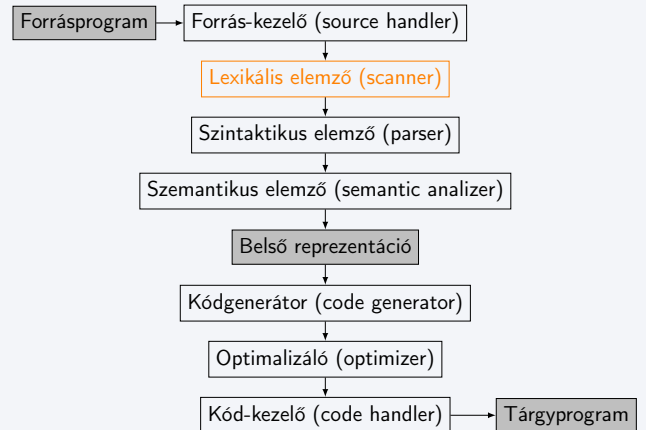 Forrásprogram
Forrás-kezelő (source handler)
Lexikális elemző (scanner)
Szintaktikus elemző (parser)
Szemantikus elemző (semantic analizer)
Belső reprezentáció
Kódgenerátor (code generator)
Optimalizáló (optimizer)
Kód-kezelő (code handler)
Tárgyprogram